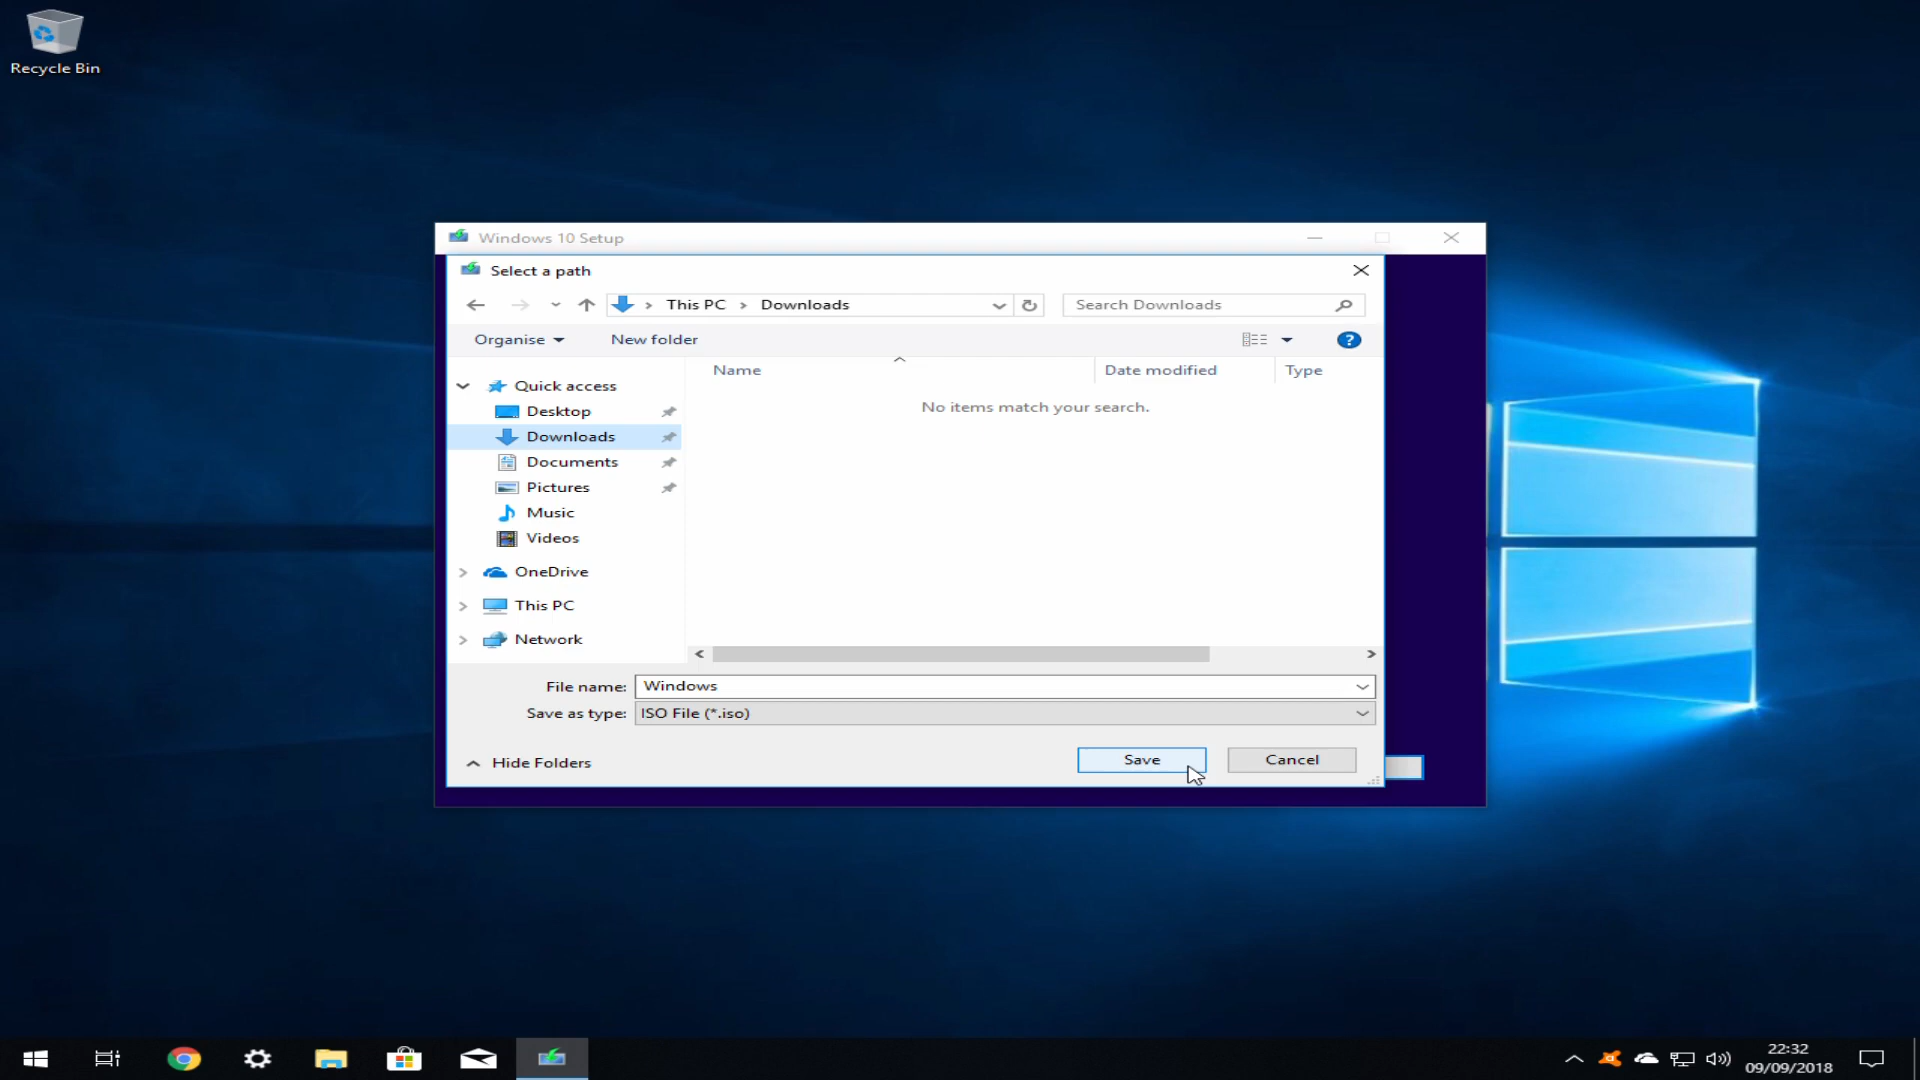 Recycle Bin
Windows 10 Setup
Select a path
This PC > Downloads
Search Downloads
Organise
New folder
?
Name
Date modified
Type
No items match your search.
Quick access
Desktop
Downloads
Documents
Pictures
Music
Videos
OneDrive
This PC
Network
File name: Windows
Save as type: ISO File (*.iso)
Hide Folders
Save
Cancel
22:32
09/09/2018